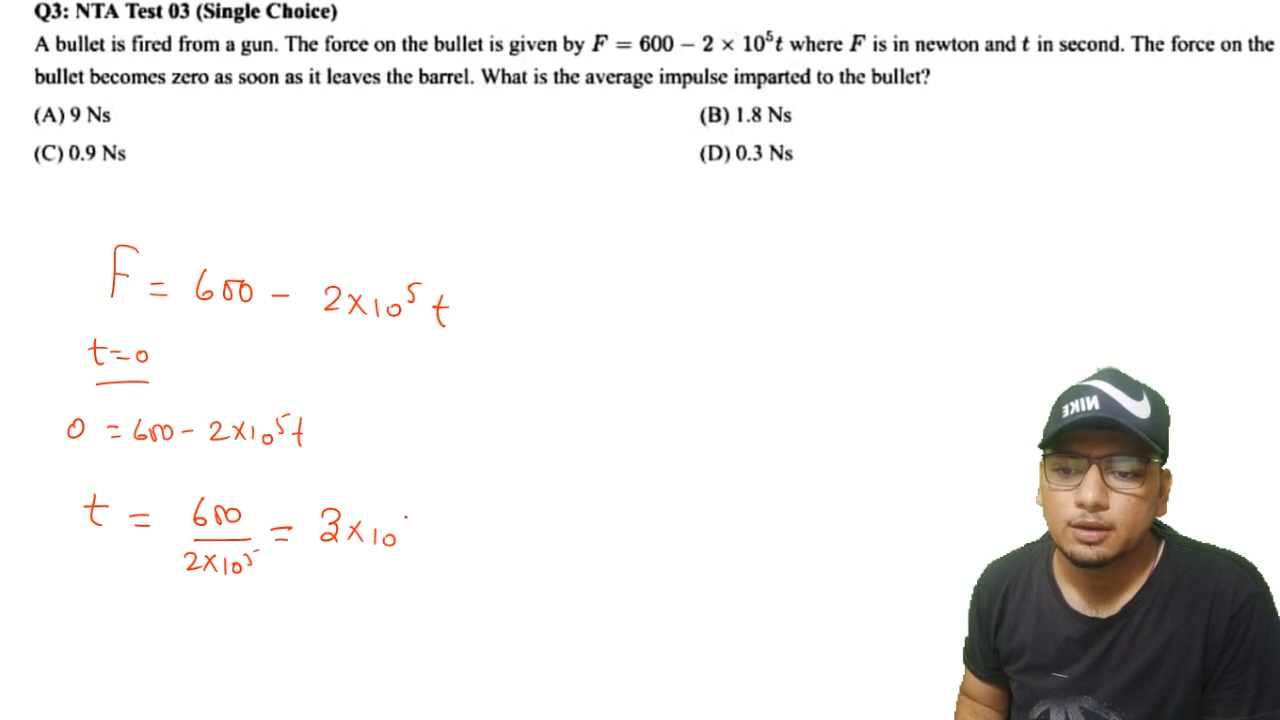 Q3: NTA Test 03 (Single Choice)
A bullet is fired from a gun. The force on the bullet is given by F = 600 − 2 × 10⁵t where F is in newton and t in second. The force on the
bullet becomes zero as soon as it leaves the barrel. What is the average impulse imparted to the bullet?
(A) 9 Ns (B) 1.8 Ns
(C) 0.9 Ns (D) 0.3 Ns
F = 600 − 2×10⁵ t
t=0
0 = 600 − 2×10⁵t
t = 600/2×10⁵ = 3×10
NIKE